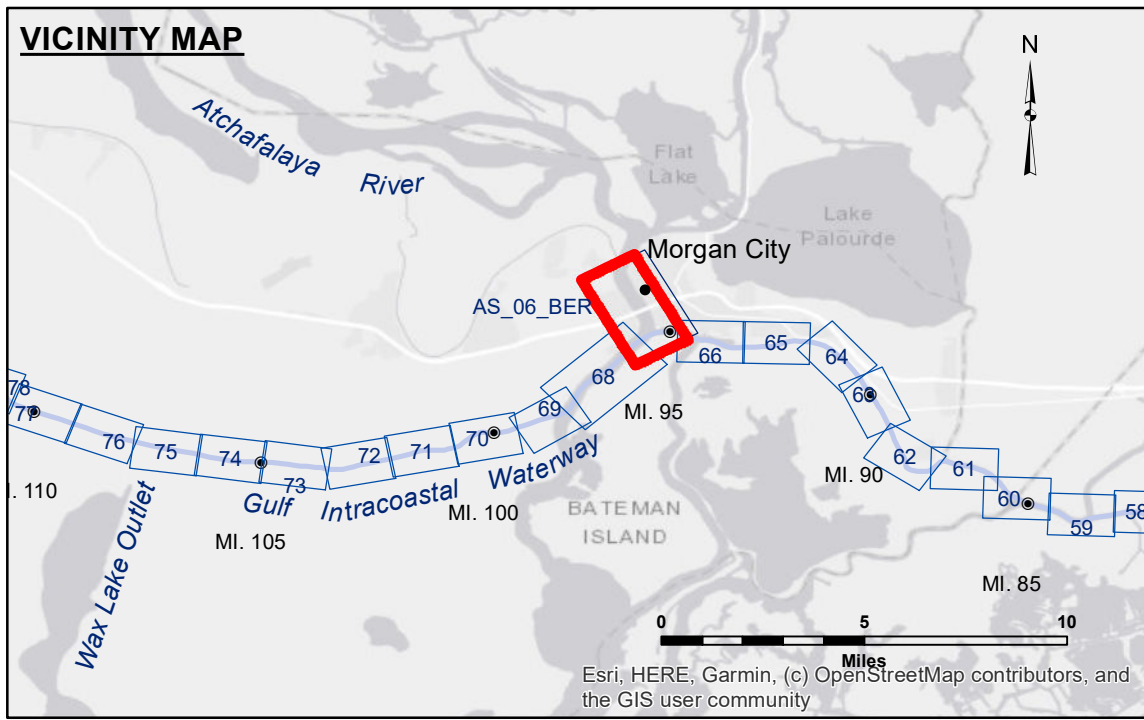 VICINITY MAP
N
Atchafalaya
River
Flat
Lake
Lake
Palourde
Morgan City
AS_06_BER
66
65
64
63
68
69
MI. 95
78
77
76
75
74
73
72
71
70
62
61
60
59
58
MI. 90
Waterway
Intracoastal
Gulf
MI. 110
MI. 100
BATEMAN
ISLAND
MI. 105
Wax Lake Outlet
MI. 85
0
5
10
Miles
Esri, HERE, Garmin, (c) OpenStreetMap contributors, and
the GIS user community